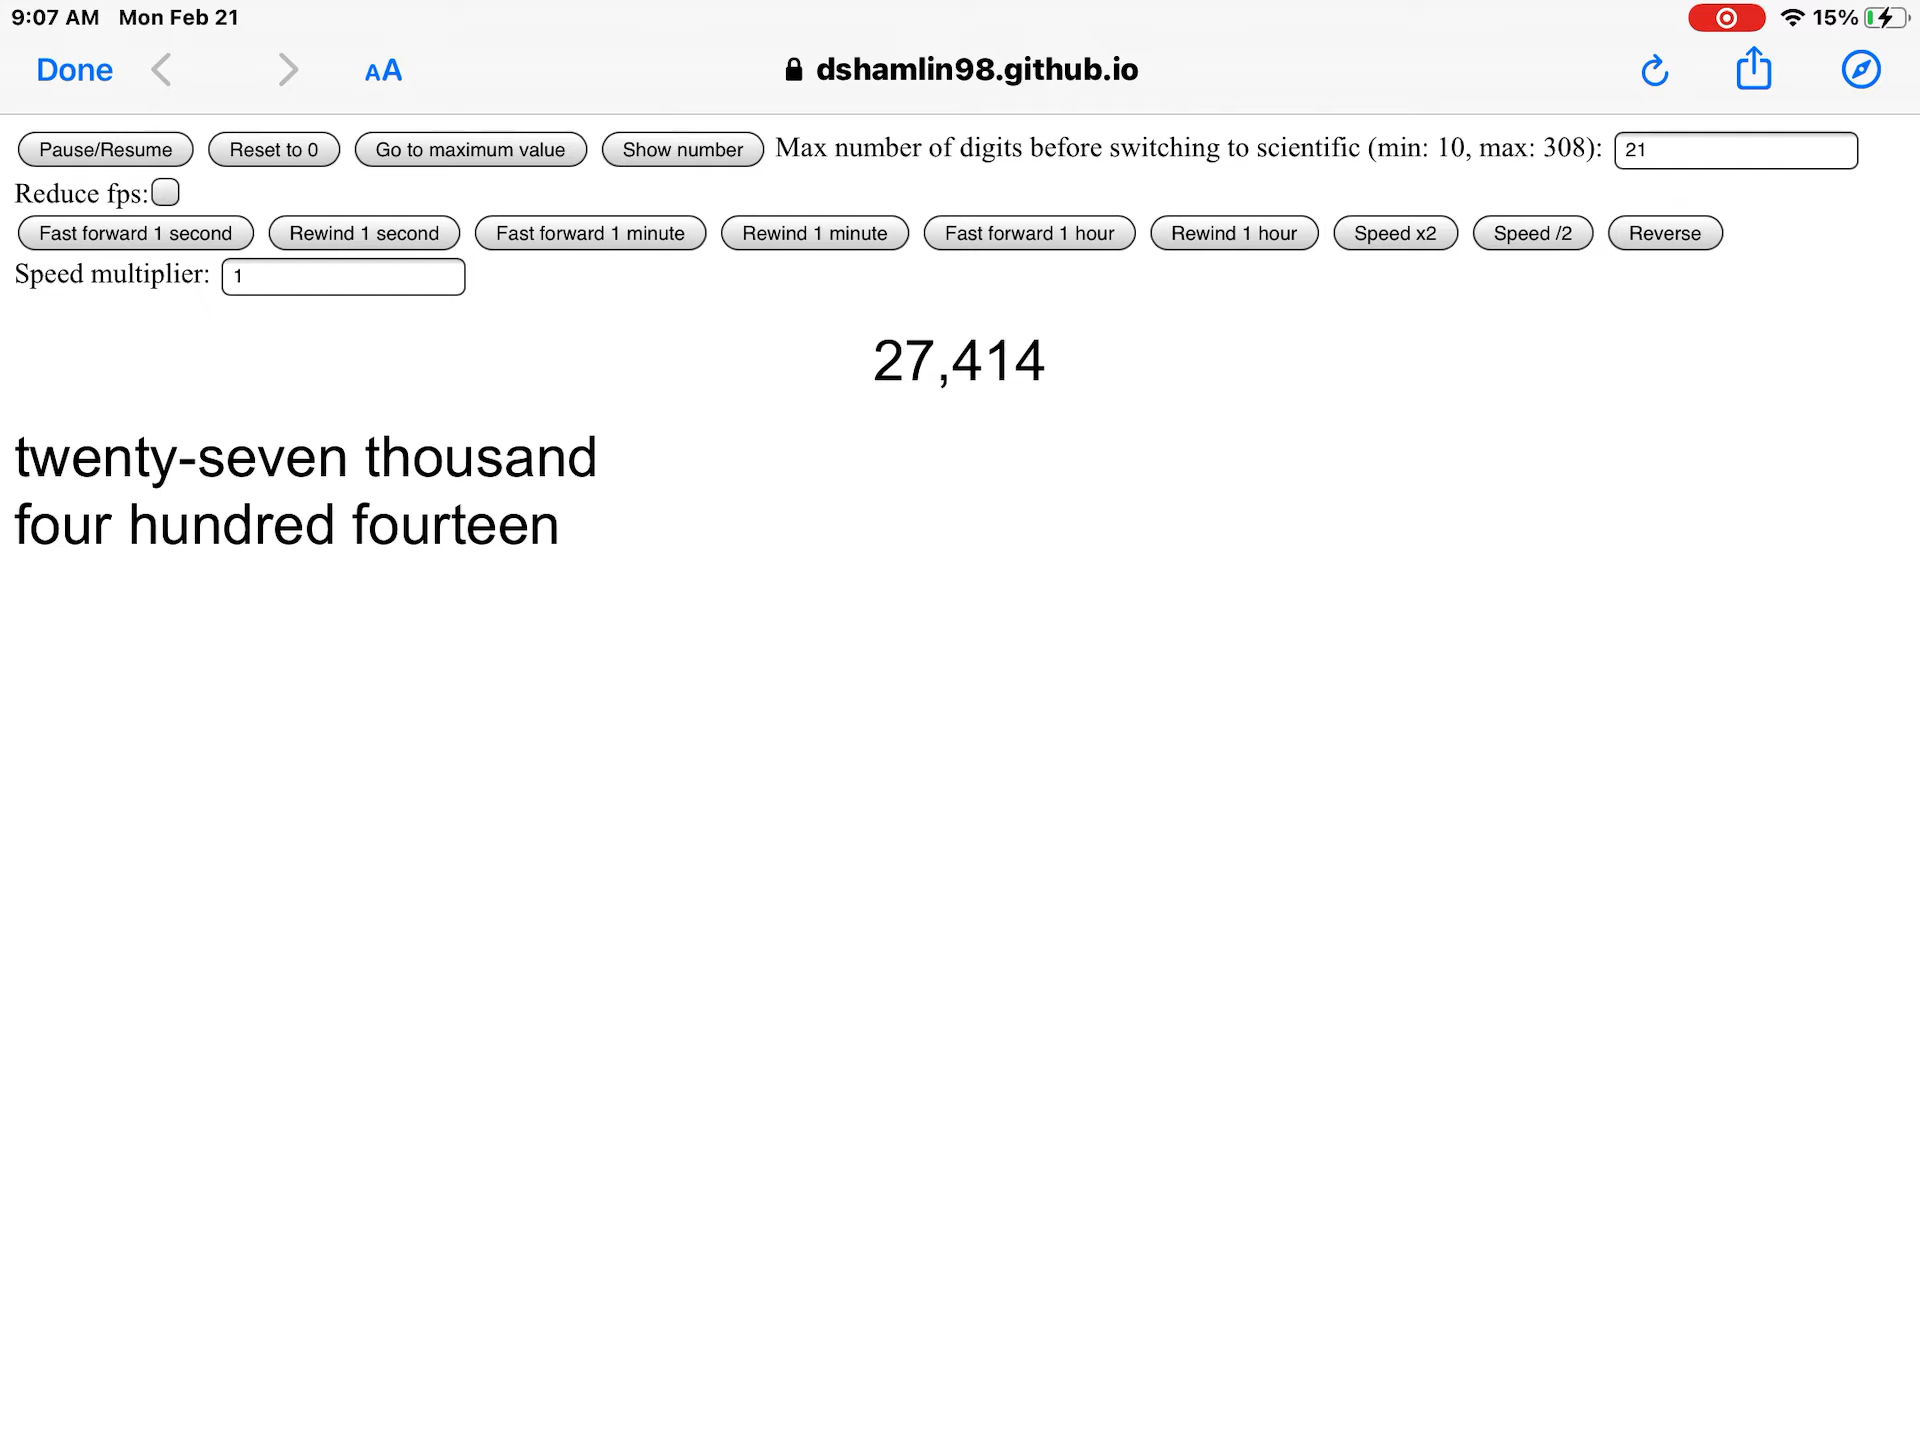 9:07 AM Mon Feb 21 15%
Done AA dshamlin98.github.io
Pause/Resume Reset to 0 Go to maximum value Show number Max number of digits before switching to scientific (min: 10, max: 308): 21
Reduce fps:
Fast forward 1 second Rewind 1 second Fast forward 1 minute Rewind 1 minute Fast forward 1 hour Rewind 1 hour Speed x2 Speed /2 Reverse
Speed multiplier: 1
27,414
twenty-seven thousand
four hundred fourteen